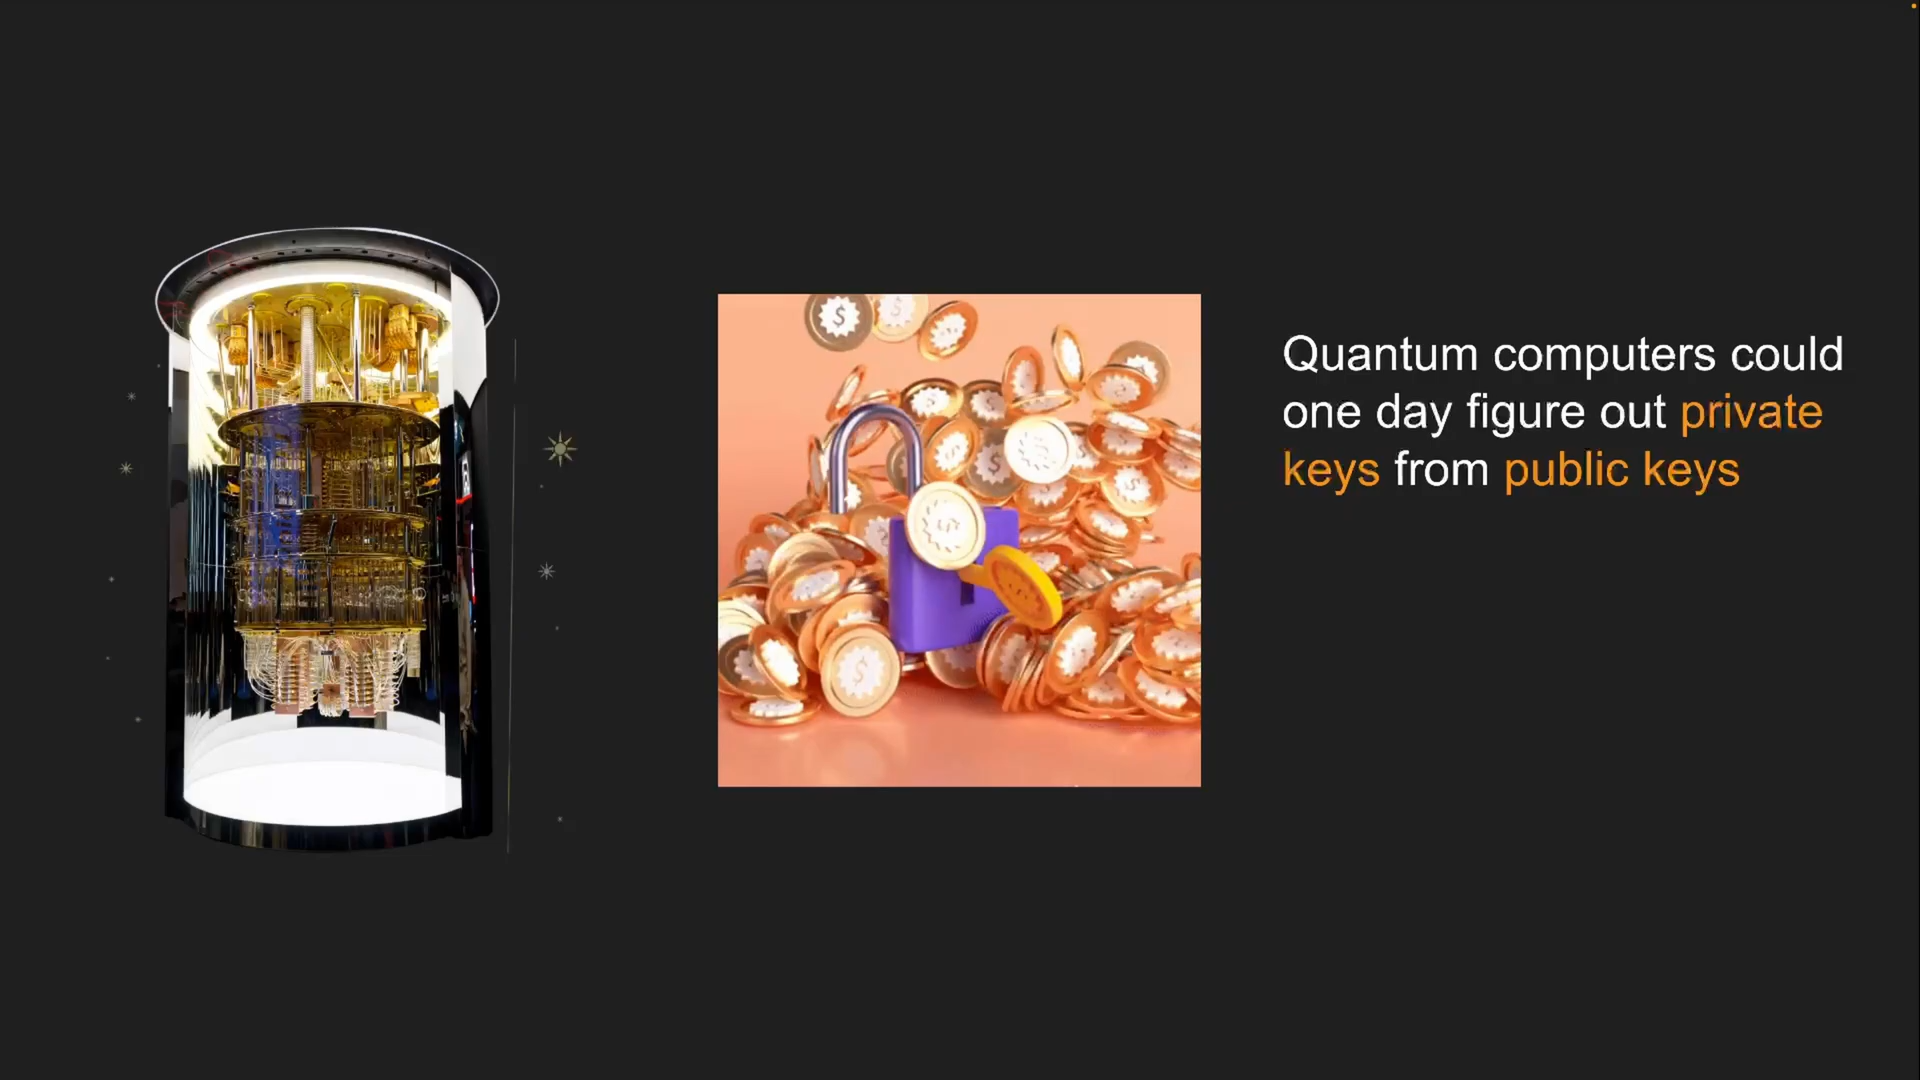 Quantum computers could
one day figure out private
keys from public keys